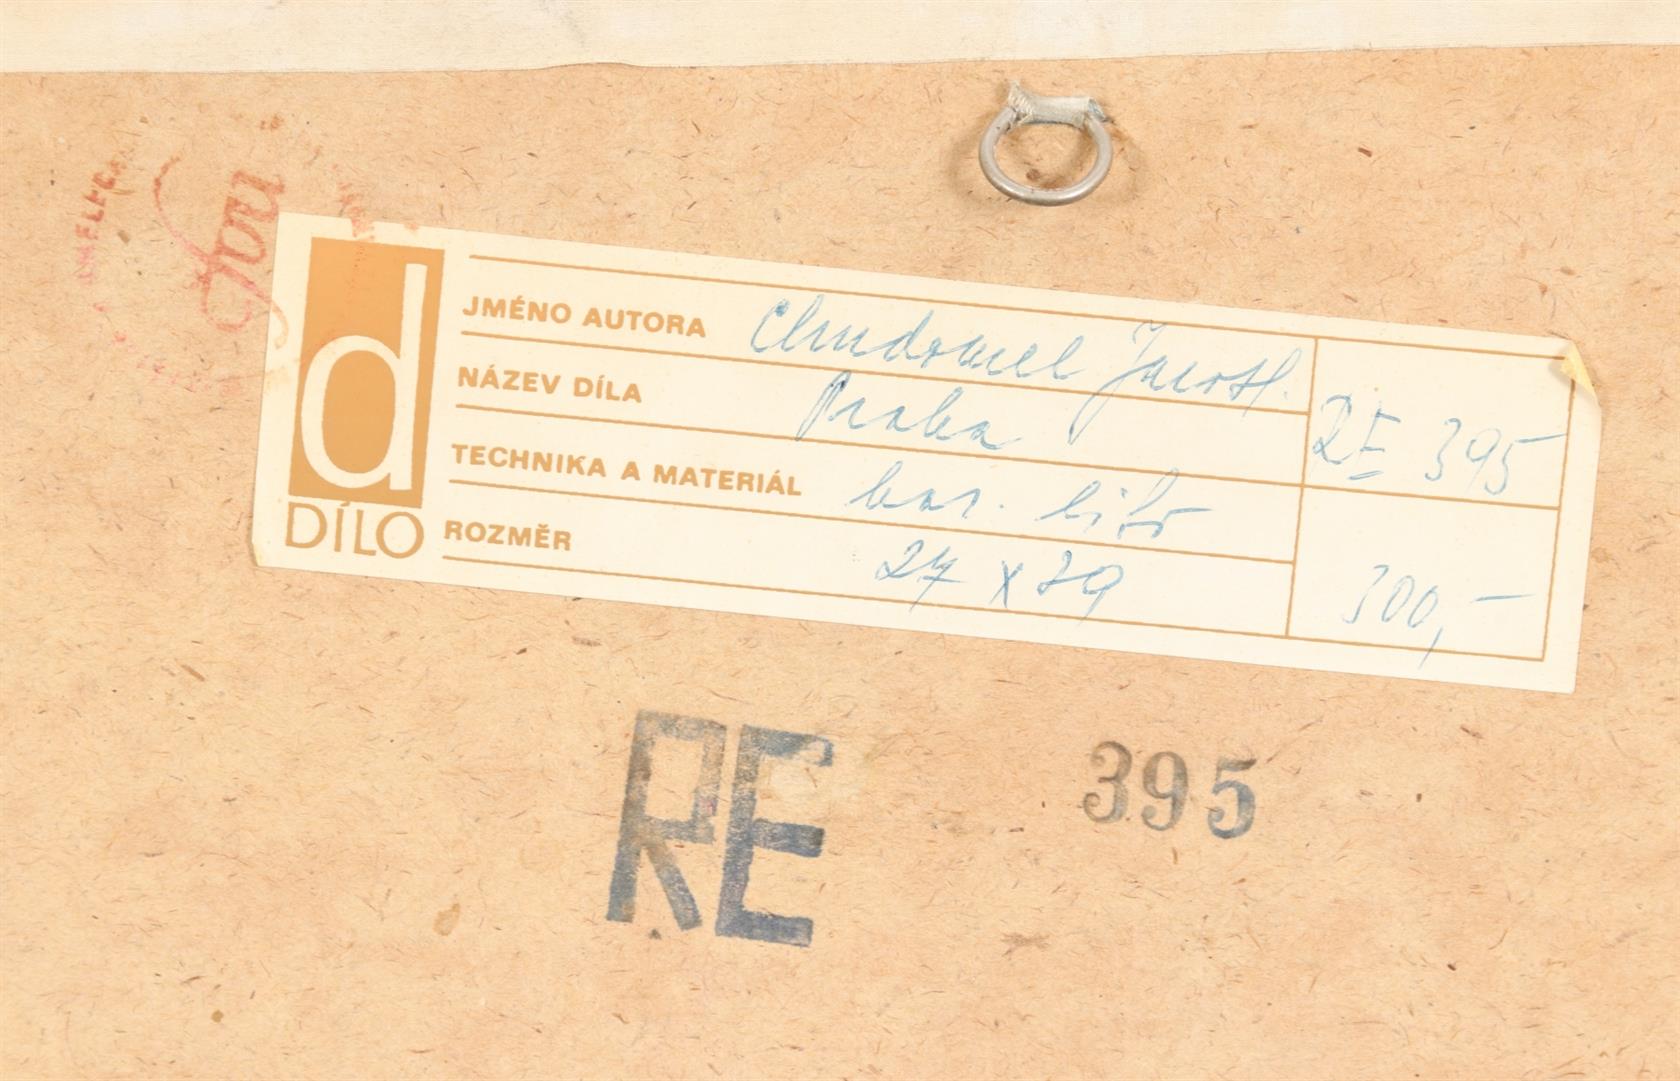 d
DÍLO
JMÉNO AUTORA Chudomel
NÁZEV DÍLA Praha
TECHNIKA A MATERIÁL bar. lito
ROZMĚR 27 x 39
RE 395
300,-
RE 395